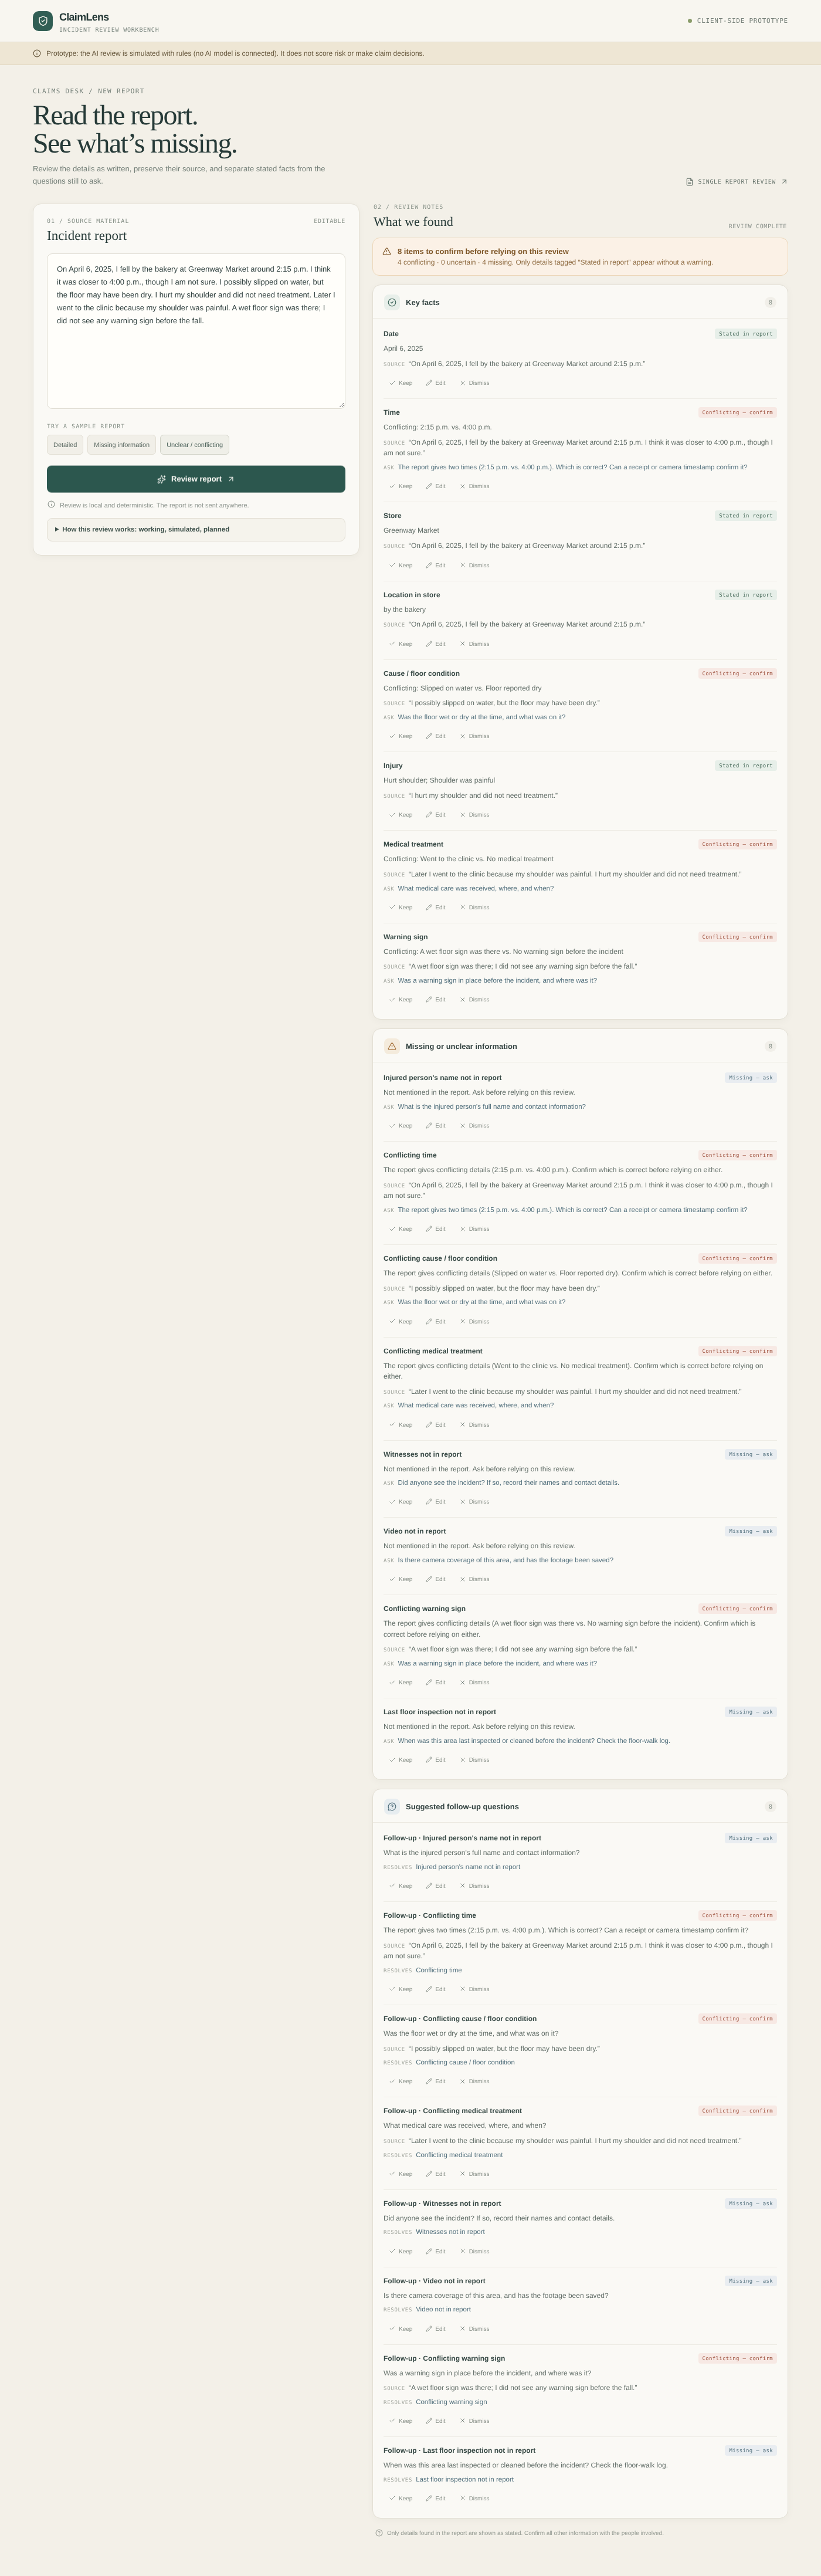 ClaimLens
INCIDENT REVIEW WORKBENCH
CLIENT-SIDE PROTOTYPE
Prototype: the AI review is simulated with rules (no AI model is connected). It does not score risk or make claim decisions.
CLAIMS DESK / NEW REPORT
Read the report.
See what’s missing.
Review the details as written, preserve their source, and separate stated facts from the
questions still to ask.
SINGLE REPORT REVIEW
01 / SOURCE MATERIAL
EDITABLE
Incident report
On April 6, 2025, I fell by the bakery at Greenway Market around 2:15 p.m. I think
it was closer to 4:00 p.m., though I am not sure. I possibly slipped on water, but
the floor may have been dry. I hurt my shoulder and did not need treatment. Later I
went to the clinic because my shoulder was painful. A wet floor sign was there; I
did not see any warning sign before the fall.
TRY A SAMPLE REPORT
Detailed
Missing information
Unclear / conflicting
Review report
Review is local and deterministic. The report is not sent anywhere.
How this review works: working, simulated, planned
02 / REVIEW NOTES
What we found
REVIEW COMPLETE
8 items to confirm before relying on this review
4 conflicting · 0 uncertain · 4 missing. Only details tagged "Stated in report" appear without a warning.
Key facts
8
Date
Stated in report
April 6, 2025
SOURCE “On April 6, 2025, I fell by the bakery at Greenway Market around 2:15 p.m.”
Keep Edit Dismiss
Time
Conflicting — confirm
Conflicting: 2:15 p.m. vs. 4:00 p.m.
SOURCE “On April 6, 2025, I fell by the bakery at Greenway Market around 2:15 p.m. I think it was closer to 4:00 p.m., though I
am not sure.”
ASK The report gives two times (2:15 p.m. vs. 4:00 p.m.). Which is correct? Can a receipt or camera timestamp confirm it?
Keep Edit Dismiss
Store
Stated in report
Greenway Market
SOURCE “On April 6, 2025, I fell by the bakery at Greenway Market around 2:15 p.m.”
Keep Edit Dismiss
Location in store
Stated in report
by the bakery
SOURCE “On April 6, 2025, I fell by the bakery at Greenway Market around 2:15 p.m.”
Keep Edit Dismiss
Cause / floor condition
Conflicting — confirm
Conflicting: Slipped on water vs. Floor reported dry
SOURCE “I possibly slipped on water, but the floor may have been dry.”
ASK Was the floor wet or dry at the time, and what was on it?
Keep Edit Dismiss
Injury
Stated in report
Hurt shoulder; Shoulder was painful
SOURCE “I hurt my shoulder and did not need treatment.”
Keep Edit Dismiss
Medical treatment
Conflicting — confirm
Conflicting: Went to the clinic vs. No medical treatment
SOURCE “Later I went to the clinic because my shoulder was painful. I hurt my shoulder and did not need treatment.”
ASK What medical care was received, where, and when?
Keep Edit Dismiss
Warning sign
Conflicting — confirm
Conflicting: A wet floor sign was there vs. No warning sign before the incident
SOURCE “A wet floor sign was there; I did not see any warning sign before the fall.”
ASK Was a warning sign in place before the incident, and where was it?
Keep Edit Dismiss
Missing or unclear information
8
Injured person's name not in report
Missing — ask
Not mentioned in the report. Ask before relying on this review.
ASK What is the injured person's full name and contact information?
Keep Edit Dismiss
Conflicting time
Conflicting — confirm
The report gives conflicting details (2:15 p.m. vs. 4:00 p.m.). Confirm which is correct before relying on either.
SOURCE “On April 6, 2025, I fell by the bakery at Greenway Market around 2:15 p.m. I think it was closer to 4:00 p.m., though I
am not sure.”
ASK The report gives two times (2:15 p.m. vs. 4:00 p.m.). Which is correct? Can a receipt or camera timestamp confirm it?
Keep Edit Dismiss
Conflicting cause / floor condition
Conflicting — confirm
The report gives conflicting details (Slipped on water vs. Floor reported dry). Confirm which is correct before relying on either.
SOURCE “I possibly slipped on water, but the floor may have been dry.”
ASK Was the floor wet or dry at the time, and what was on it?
Keep Edit Dismiss
Conflicting medical treatment
Conflicting — confirm
The report gives conflicting details (Went to the clinic vs. No medical treatment). Confirm which is correct before relying on
either.
SOURCE “Later I went to the clinic because my shoulder was painful. I hurt my shoulder and did not need treatment.”
ASK What medical care was received, where, and when?
Keep Edit Dismiss
Witnesses not in report
Missing — ask
Not mentioned in the report. Ask before relying on this review.
ASK Did anyone see the incident? If so, record their names and contact details.
Keep Edit Dismiss
Video not in report
Missing — ask
Not mentioned in the report. Ask before relying on this review.
ASK Is there camera coverage of this area, and has the footage been saved?
Keep Edit Dismiss
Conflicting warning sign
Conflicting — confirm
The report gives conflicting details (A wet floor sign was there vs. No warning sign before the incident). Confirm which is
correct before relying on either.
SOURCE “A wet floor sign was there; I did not see any warning sign before the fall.”
ASK Was a warning sign in place before the incident, and where was it?
Keep Edit Dismiss
Last floor inspection not in report
Missing — ask
Not mentioned in the report. Ask before relying on this review.
ASK When was this area last inspected or cleaned before the incident? Check the floor-walk log.
Keep Edit Dismiss
Suggested follow-up questions
8
Follow-up · Injured person's name not in report
Missing — ask
What is the injured person's full name and contact information?
RESOLVES Injured person's name not in report
Keep Edit Dismiss
Follow-up · Conflicting time
Conflicting — confirm
The report gives two times (2:15 p.m. vs. 4:00 p.m.). Which is correct? Can a receipt or camera timestamp confirm it?
SOURCE “On April 6, 2025, I fell by the bakery at Greenway Market around 2:15 p.m. I think it was closer to 4:00 p.m., though I
am not sure.”
RESOLVES Conflicting time
Keep Edit Dismiss
Follow-up · Conflicting cause / floor condition
Conflicting — confirm
Was the floor wet or dry at the time, and what was on it?
SOURCE “I possibly slipped on water, but the floor may have been dry.”
RESOLVES Conflicting cause / floor condition
Keep Edit Dismiss
Follow-up · Conflicting medical treatment
Conflicting — confirm
What medical care was received, where, and when?
SOURCE “Later I went to the clinic because my shoulder was painful. I hurt my shoulder and did not need treatment.”
RESOLVES Conflicting medical treatment
Keep Edit Dismiss
Follow-up · Witnesses not in report
Missing — ask
Did anyone see the incident? If so, record their names and contact details.
RESOLVES Witnesses not in report
Keep Edit Dismiss
Follow-up · Video not in report
Missing — ask
Is there camera coverage of this area, and has the footage been saved?
RESOLVES Video not in report
Keep Edit Dismiss
Follow-up · Conflicting warning sign
Conflicting — confirm
Was a warning sign in place before the incident, and where was it?
SOURCE “A wet floor sign was there; I did not see any warning sign before the fall.”
RESOLVES Conflicting warning sign
Keep Edit Dismiss
Follow-up · Last floor inspection not in report
Missing — ask
When was this area last inspected or cleaned before the incident? Check the floor-walk log.
RESOLVES Last floor inspection not in report
Keep Edit Dismiss
Only details found in the report are shown as stated. Confirm all other information with the people involved.